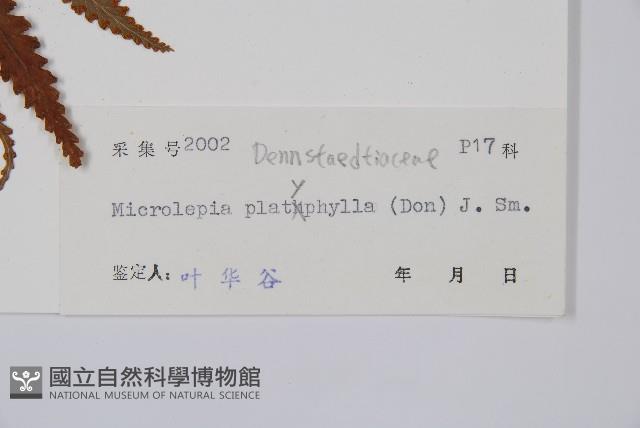 采集号2002 Dennstaedtiaceae P17科
Microlepia platyphylla (Don) J. Sm.
鉴定人: 叶华谷 年 月 日
國立自然科學博物館
NATIONAL MUSEUM OF NATURAL SCIENCE